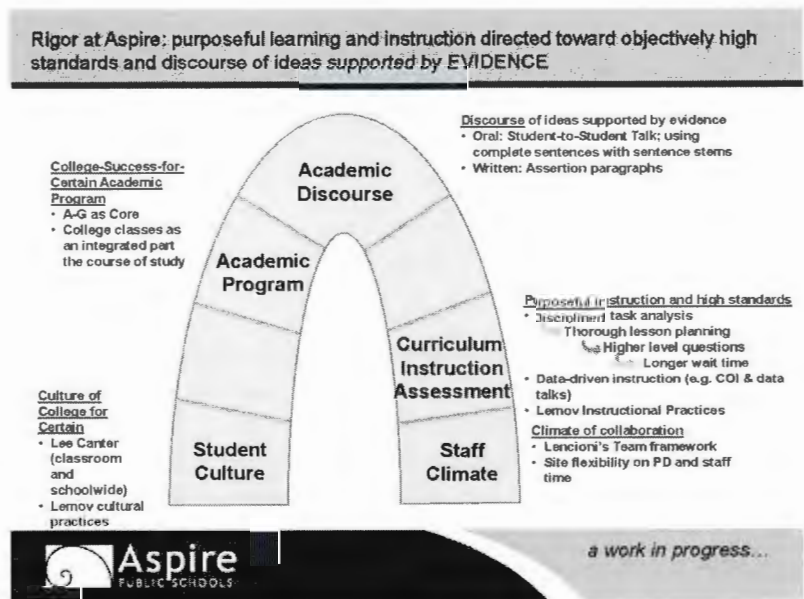 Rigor at Aspire: purposeful learning and instruction directed toward objectively high
standards and discourse of ideas supported by EVIDENCE
Discourse of ideas supported by evidence
• Oral: Student-to-Student Talk; using
complete sentences with sentence stems
• Written: Assertion paragraphs
Academic
Discourse
College-Success-for-
Certain Academic
Program
• A-G as Core
• College classes as
an integrated part
the course of study
Academic
Program
Purposeful instruction and high standards
• Disciplined task analysis
Thorough lesson planning
Higher level questions
Longer wait time
• Data-driven instruction (e.g. COI & data
talks)
• Lemov Instructional Practices
Curriculum
Instruction
Assessment
Culture of
College for
Certain
• Lee Canter
(classroom
and
schoolwide)
• Lemov cultural
practices
Student
Culture
Staff
Climate
Climate of collaboration
• Lencioni's Team framework
• Site flexibility on PD and staff
time
Aspire
PUBLIC SCHOOLS
a work in progress...